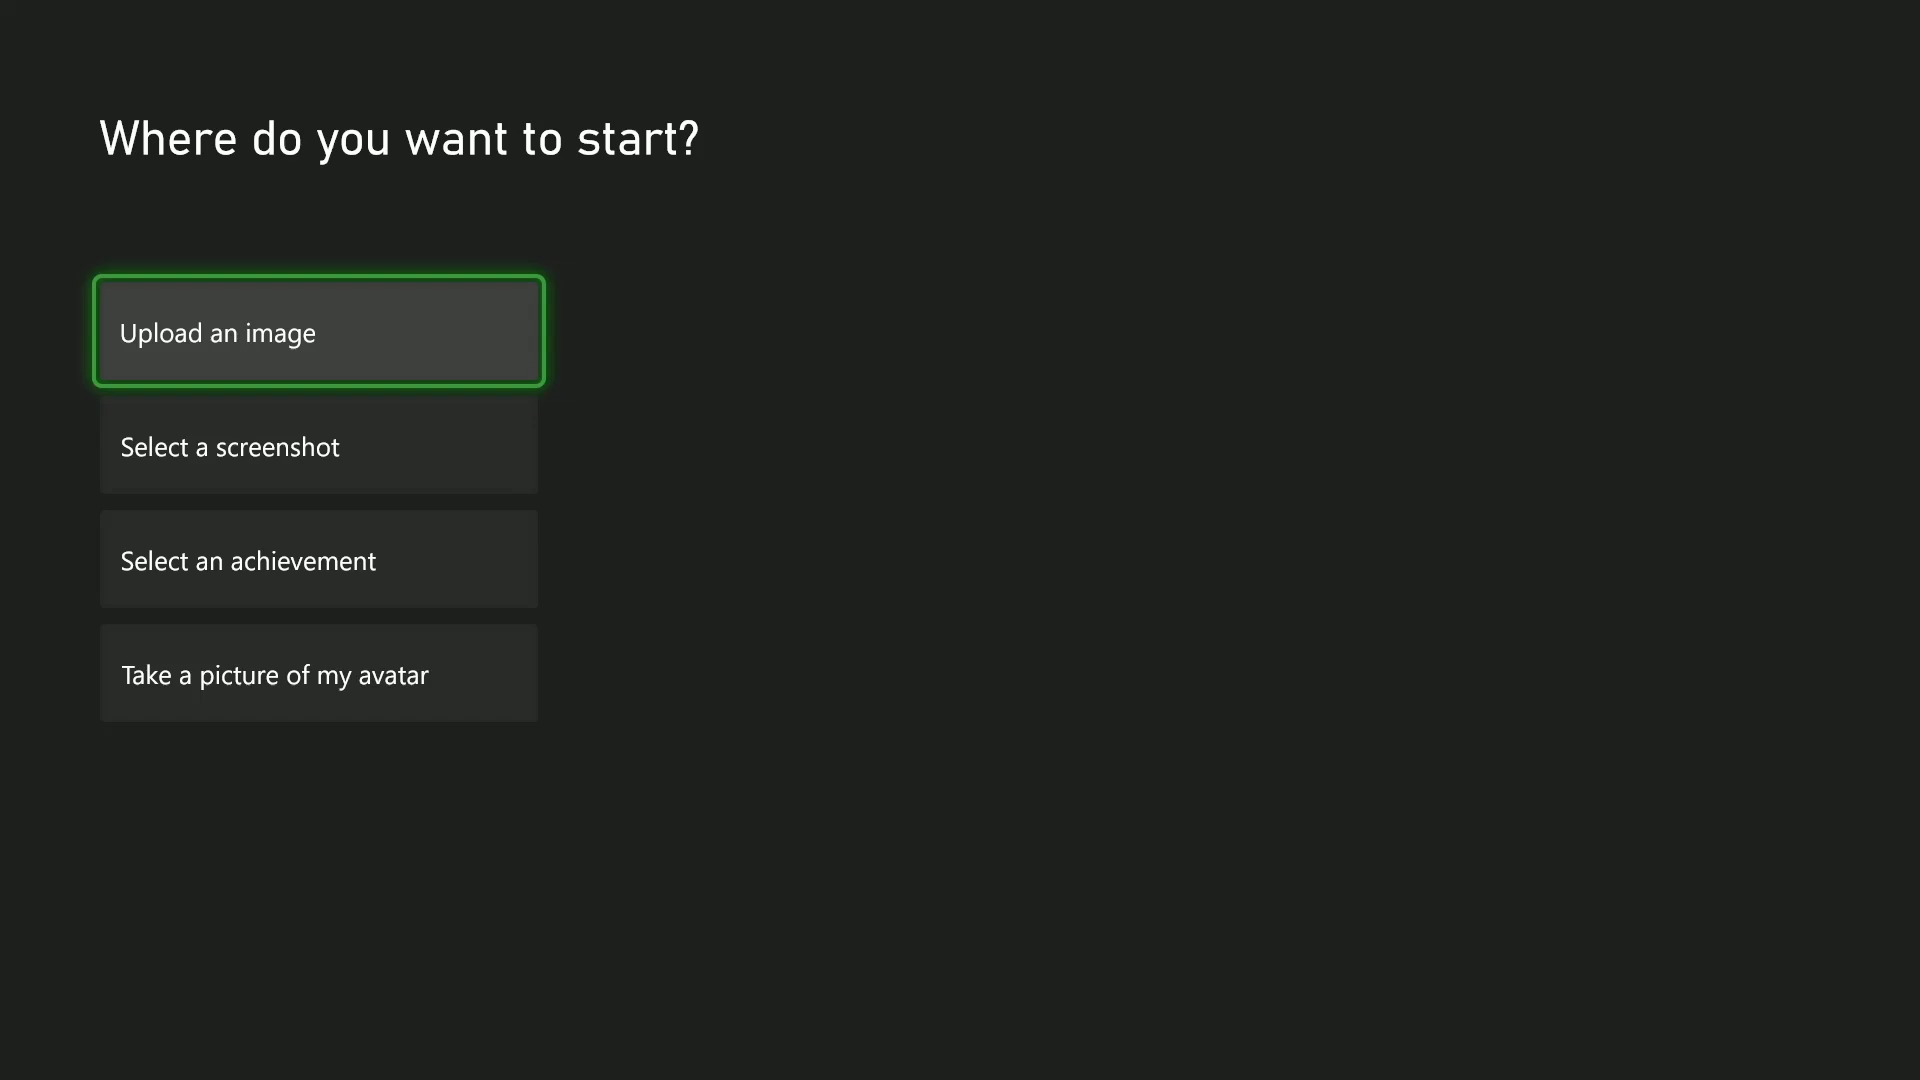 Where do you want to start?
Upload an image
Select a screenshot
Select an achievement
Take a picture of my avatar